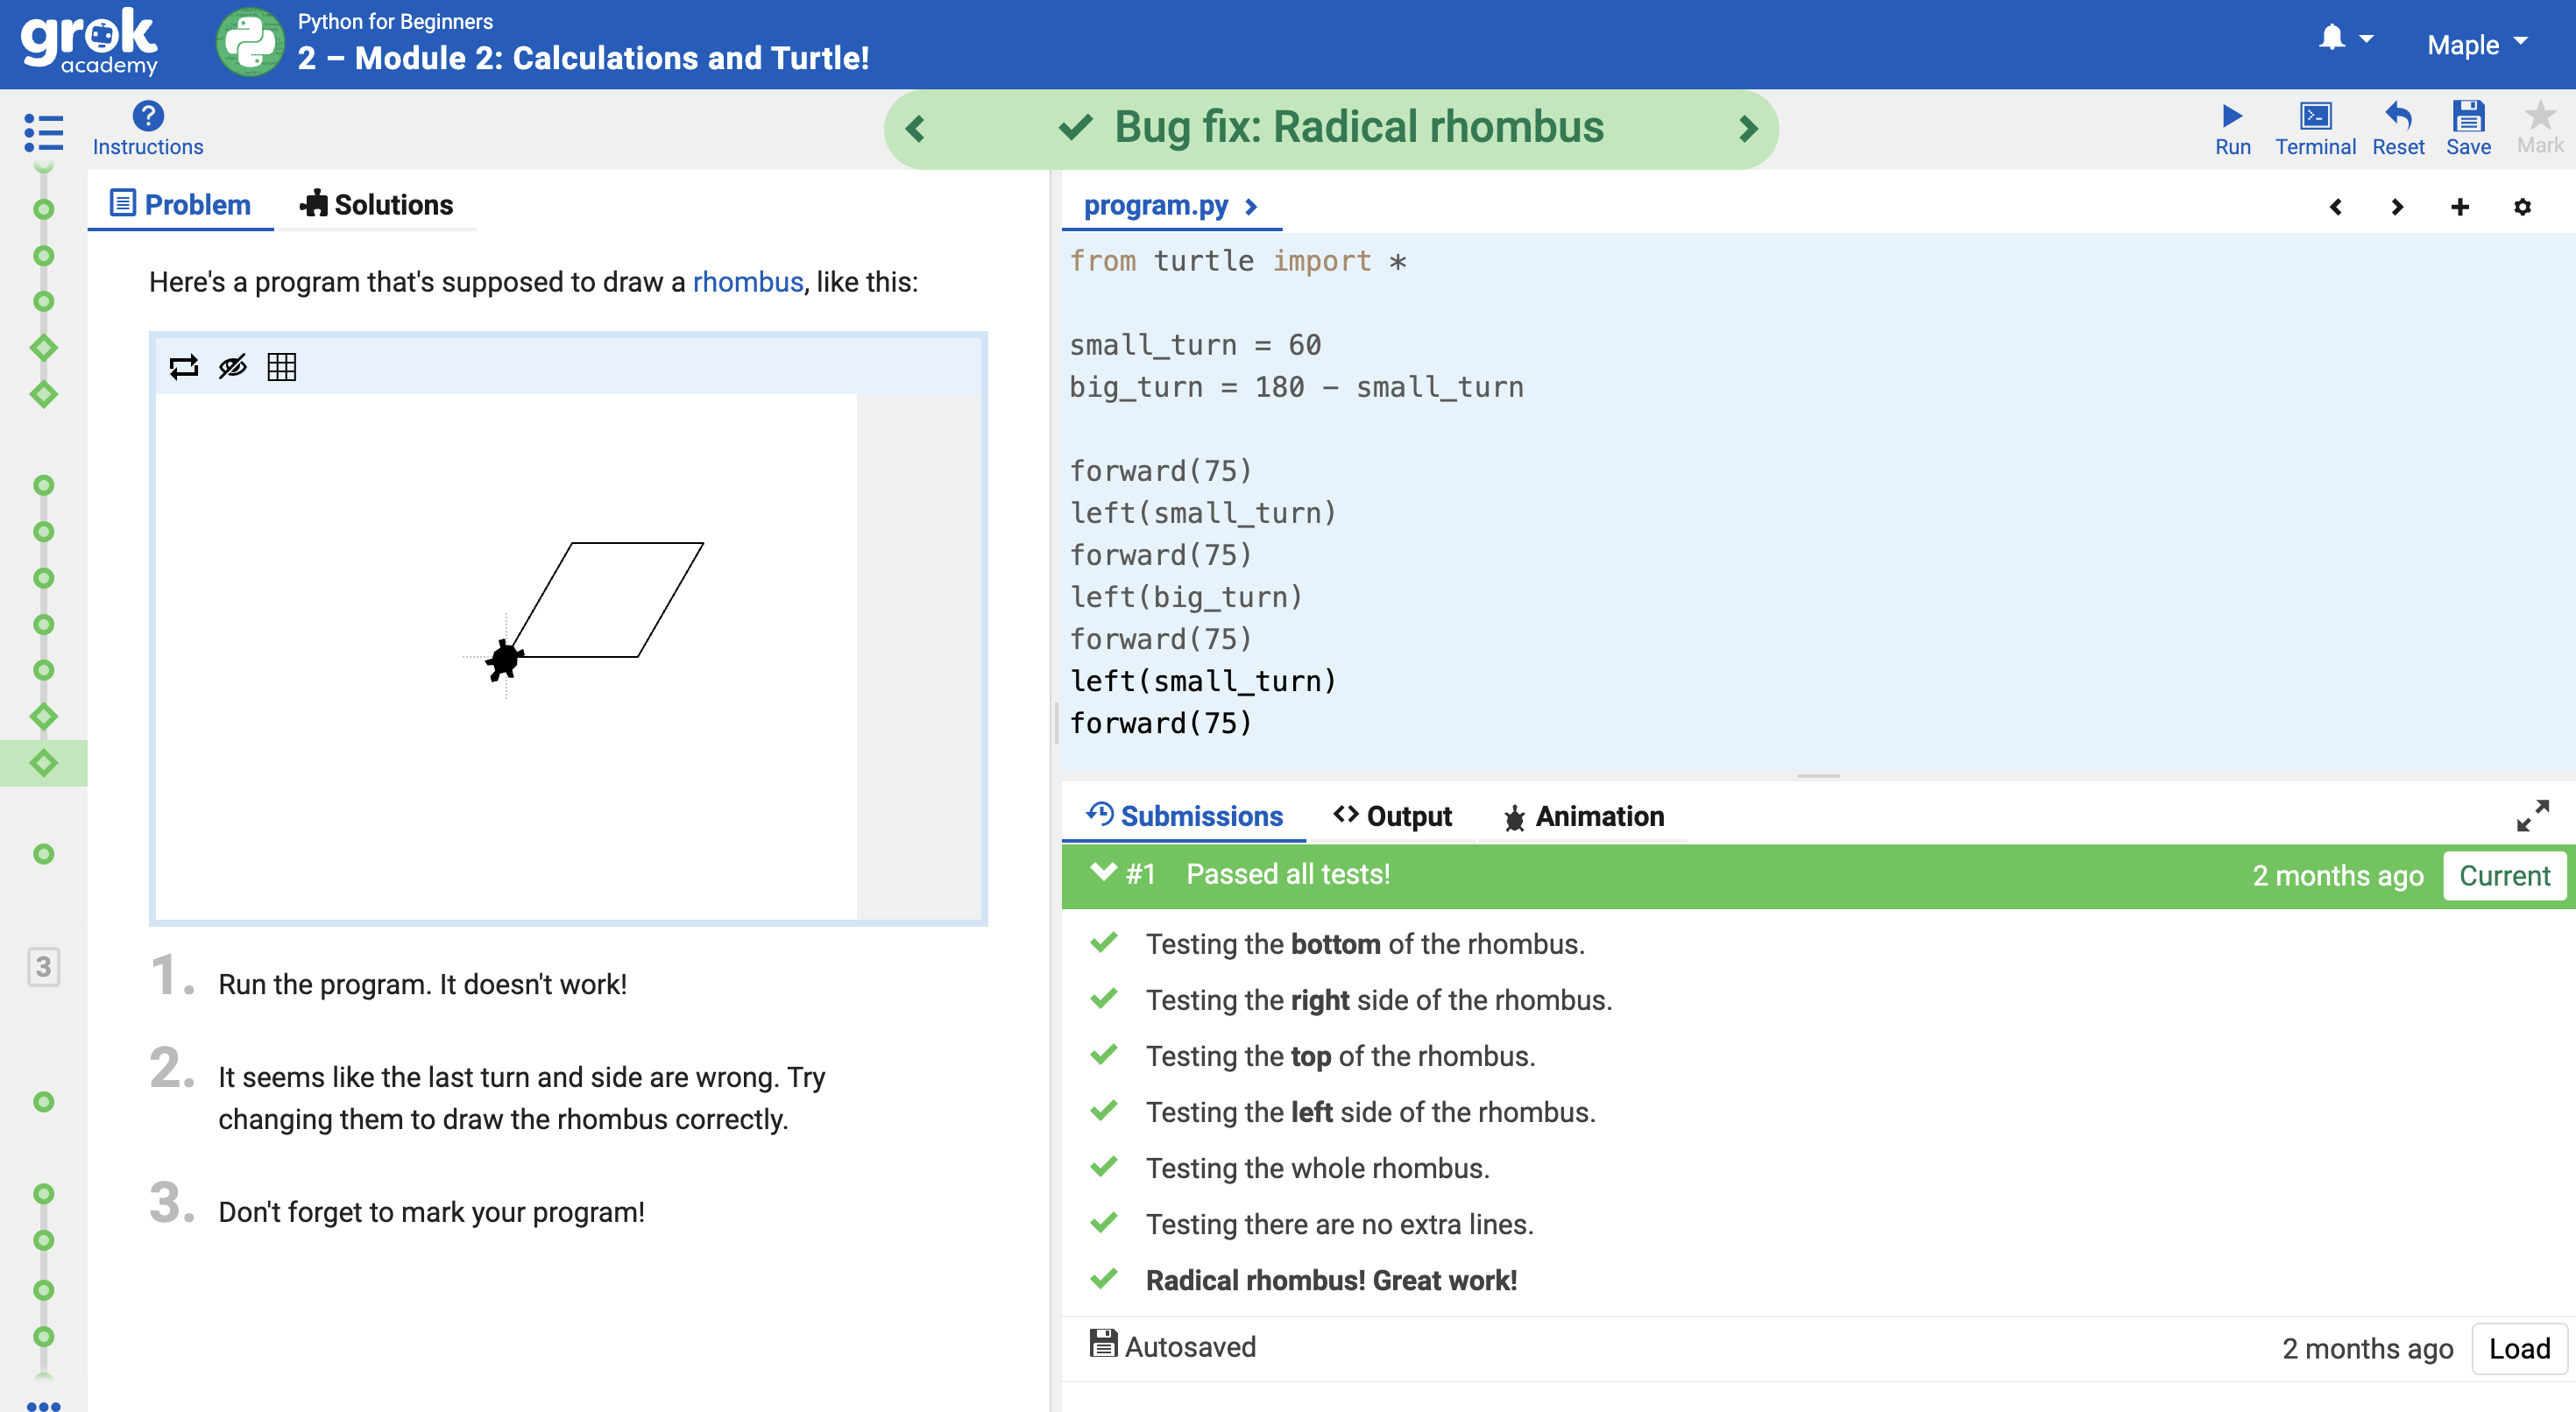 grok
academy
Python for Beginners
2 – Module 2: Calculations and Turtle!
Maple
Instructions
Bug fix: Radical rhombus
Run
Terminal
Reset
Save
Mark
Problem
Solutions
Here's a program that's supposed to draw a rhombus, like this:
1. Run the program. It doesn't work!
2. It seems like the last turn and side are wrong. Try
changing them to draw the rhombus correctly.
3. Don't forget to mark your program!
3
program.py
from turtle import *
small_turn = 60
big_turn = 180 - small_turn
forward(75)
left(small_turn)
forward(75)
left(big_turn)
forward(75)
left(small_turn)
forward(75)
Submissions
Output
Animation
#1 Passed all tests! 2 months ago Current
Testing the bottom of the rhombus.
Testing the right side of the rhombus.
Testing the top of the rhombus.
Testing the left side of the rhombus.
Testing the whole rhombus.
Testing there are no extra lines.
Radical rhombus! Great work!
Autosaved 2 months ago Load